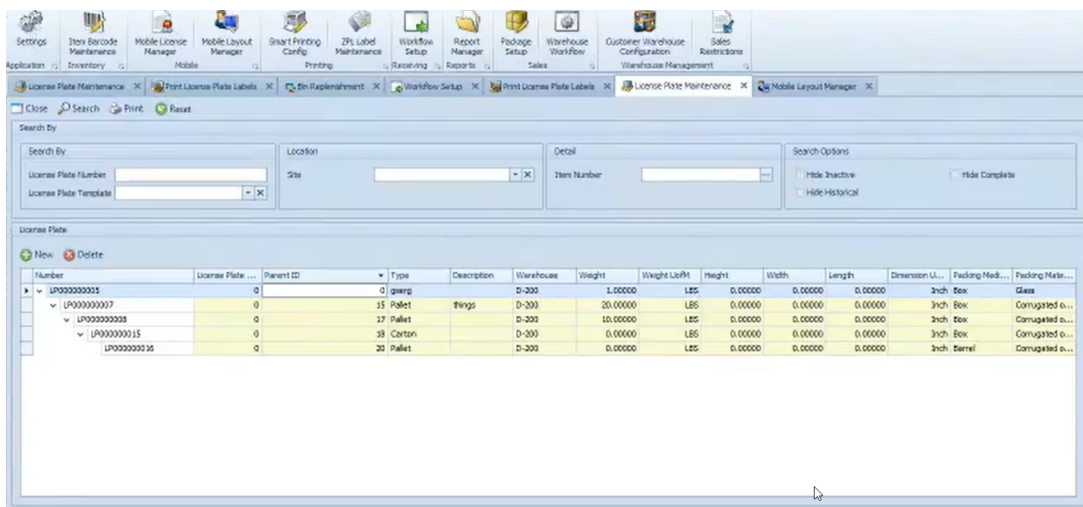 Settings
Item Barcode Maintenance
Mobile License Manager
Mobile Layout Manager
Smart Printing Config
ZPL Label Maintenance
Workflow Setup
Report Manager
Package Setup
Warehouse Workflow
Customer Warehouse Configuration
Sales Restrictions
Application Inventory Mobile Printing Receiving Reports Sales Warehouse Management
License Plate Maintenance Print License Plate Labels Bin Replenishment Workflow Setup Print License Plate Labels License Plate Maintenance Mobile Layout Manager
Close Search Print Reset
Search By
Search By Location Detail Search Options
License Plate Number Site Item Number Hide Inactive Hide Complete
License Plate Template Hide Historical
License Plate
New Delete
Number License Plate ... Parent ID Type Description Warehouse Weight Weight UofM Height Width Length Dimension U... Packing Medi... Packing Mate...
0 0 D-200 1.00000 LBS 0.00000 0.00000 0.00000 Inch Box Glass
LP000000007 0 15 Pallet things D-200 20.00000 LBS 0.00000 0.00000 0.00000 Inch Box Corrugated o...
LP000000008 0 17 Pallet D-200 10.00000 LBS 0.00000 0.00000 0.00000 Inch Box Corrugated o...
LP0000000015 0 Carton D-200 0.00000 LBS 0.00000 0.00000 0.00000 Inch Box Corrugated o...
LP000000016 0 20 Pallet D-200 0.00000 LBS 0.00000 0.00000 0.00000 Inch Barrel Corrugated o...